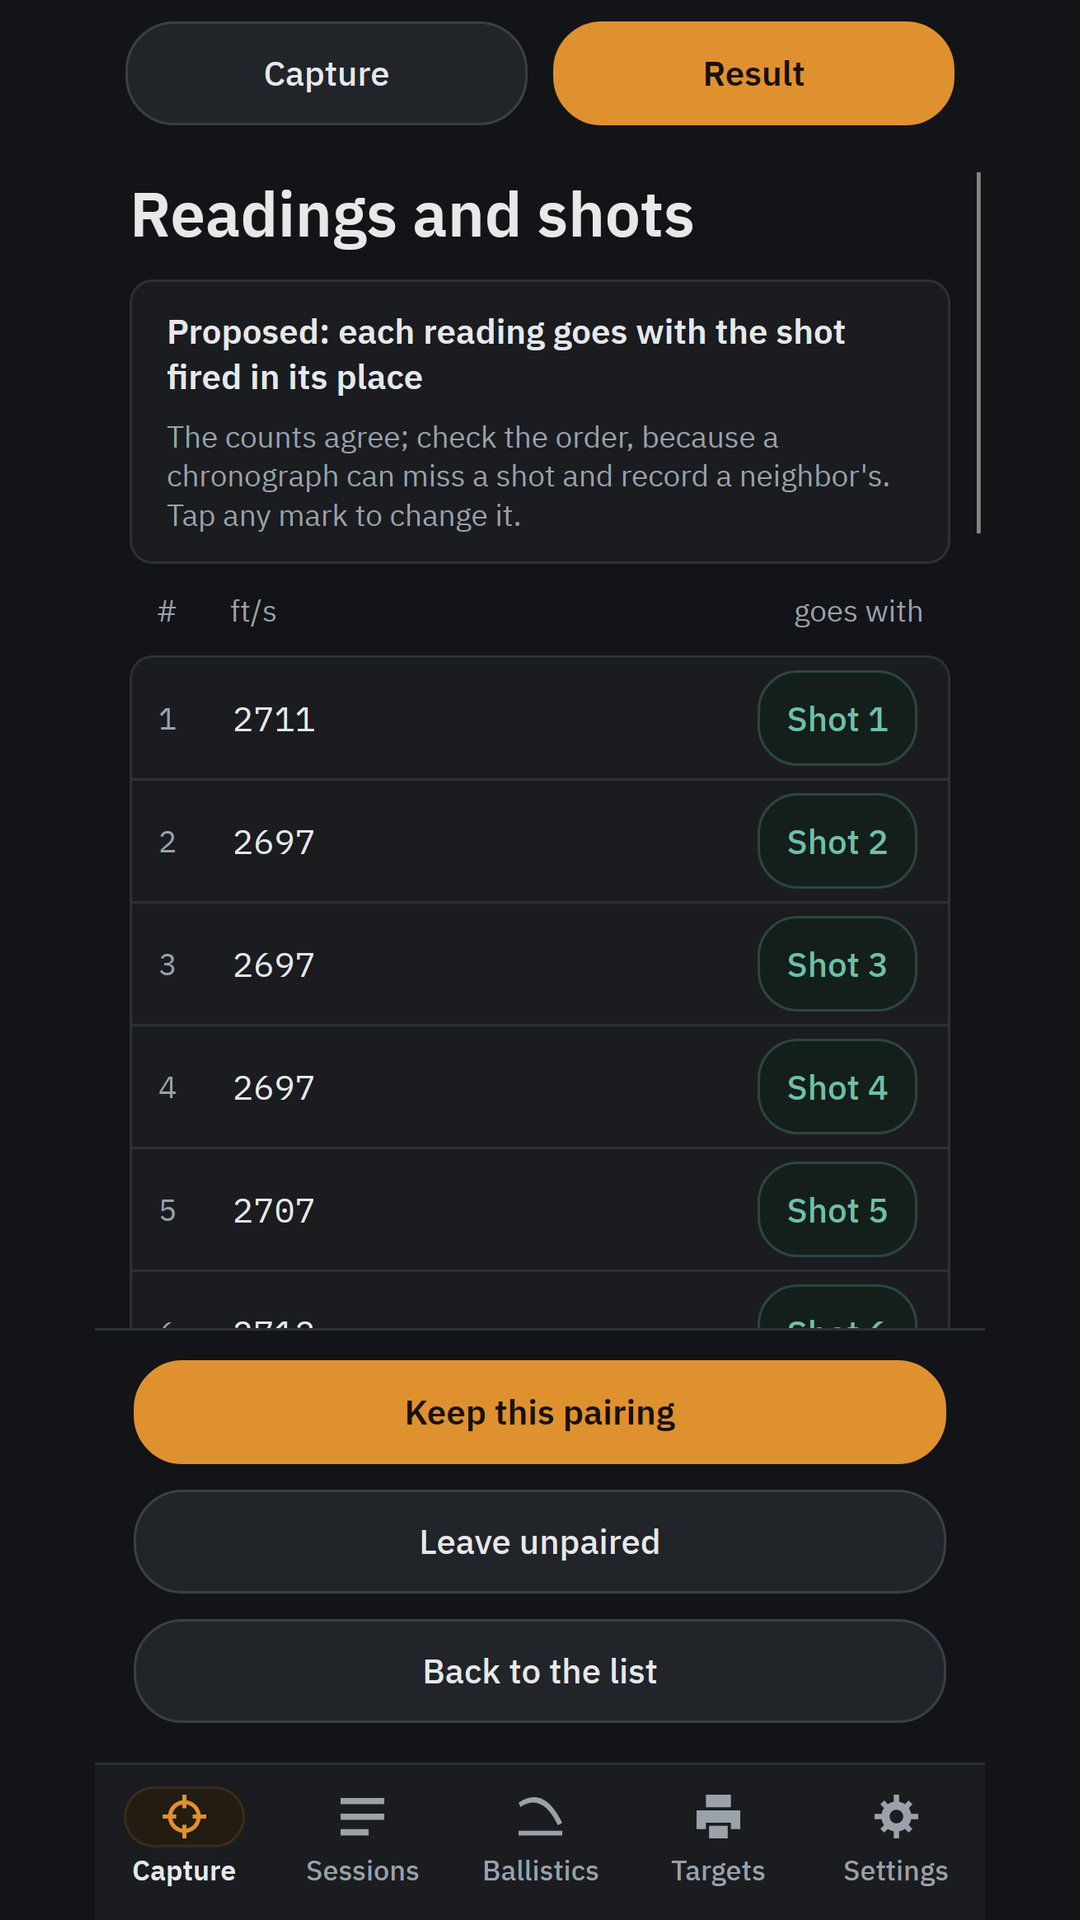 Capture
Result
Readings and shots
Proposed: each reading goes with the shot
fired in its place
The counts agree; check the order, because a
chronograph can miss a shot and record a neighbor's.
Tap any mark to change it.
# ft/s goes with
1 2711 Shot 1
2 2697 Shot 2
3 2697 Shot 3
4 2697 Shot 4
5 2707 Shot 5
Keep this pairing
Leave unpaired
Back to the list
Capture Sessions Ballistics Targets Settings